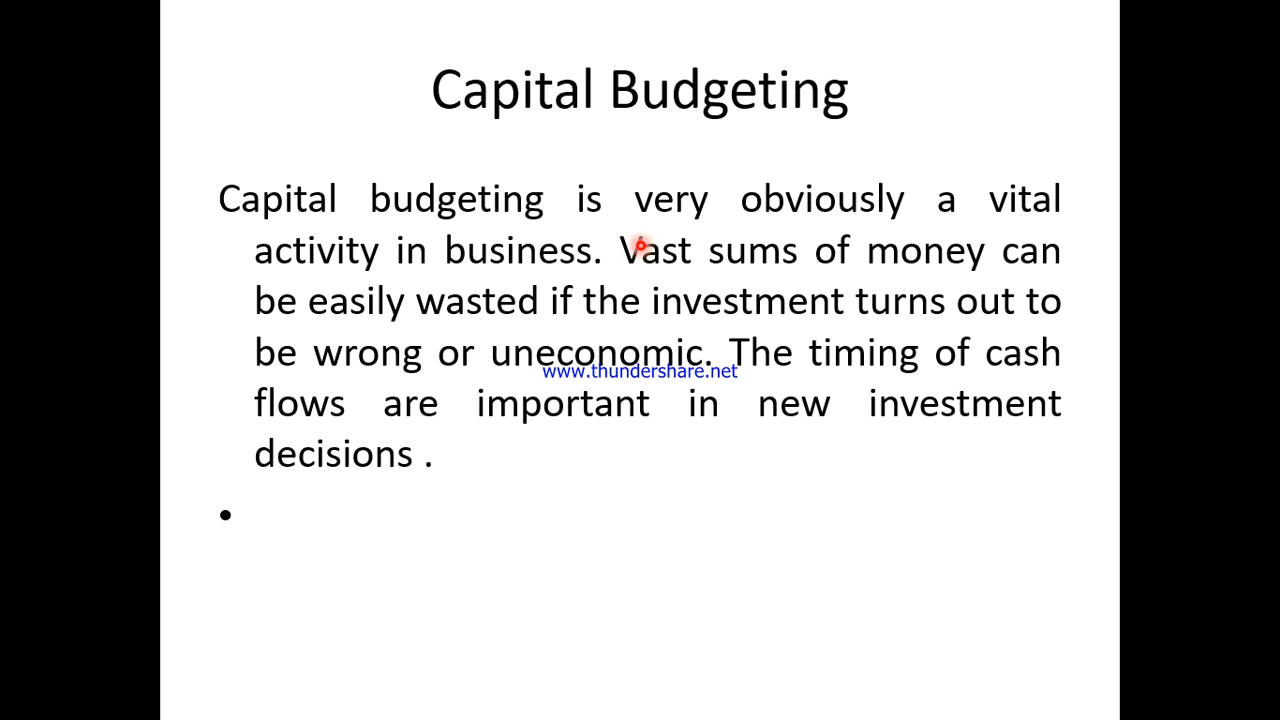 Capital Budgeting
Capital budgeting is very obviously a vital
activity in business. Vast sums of money can
be easily wasted if the investment turns out to
be wrong or uneconomic. The timing of cash
www.thundershare.net
flows are important in new investment
decisions .
•